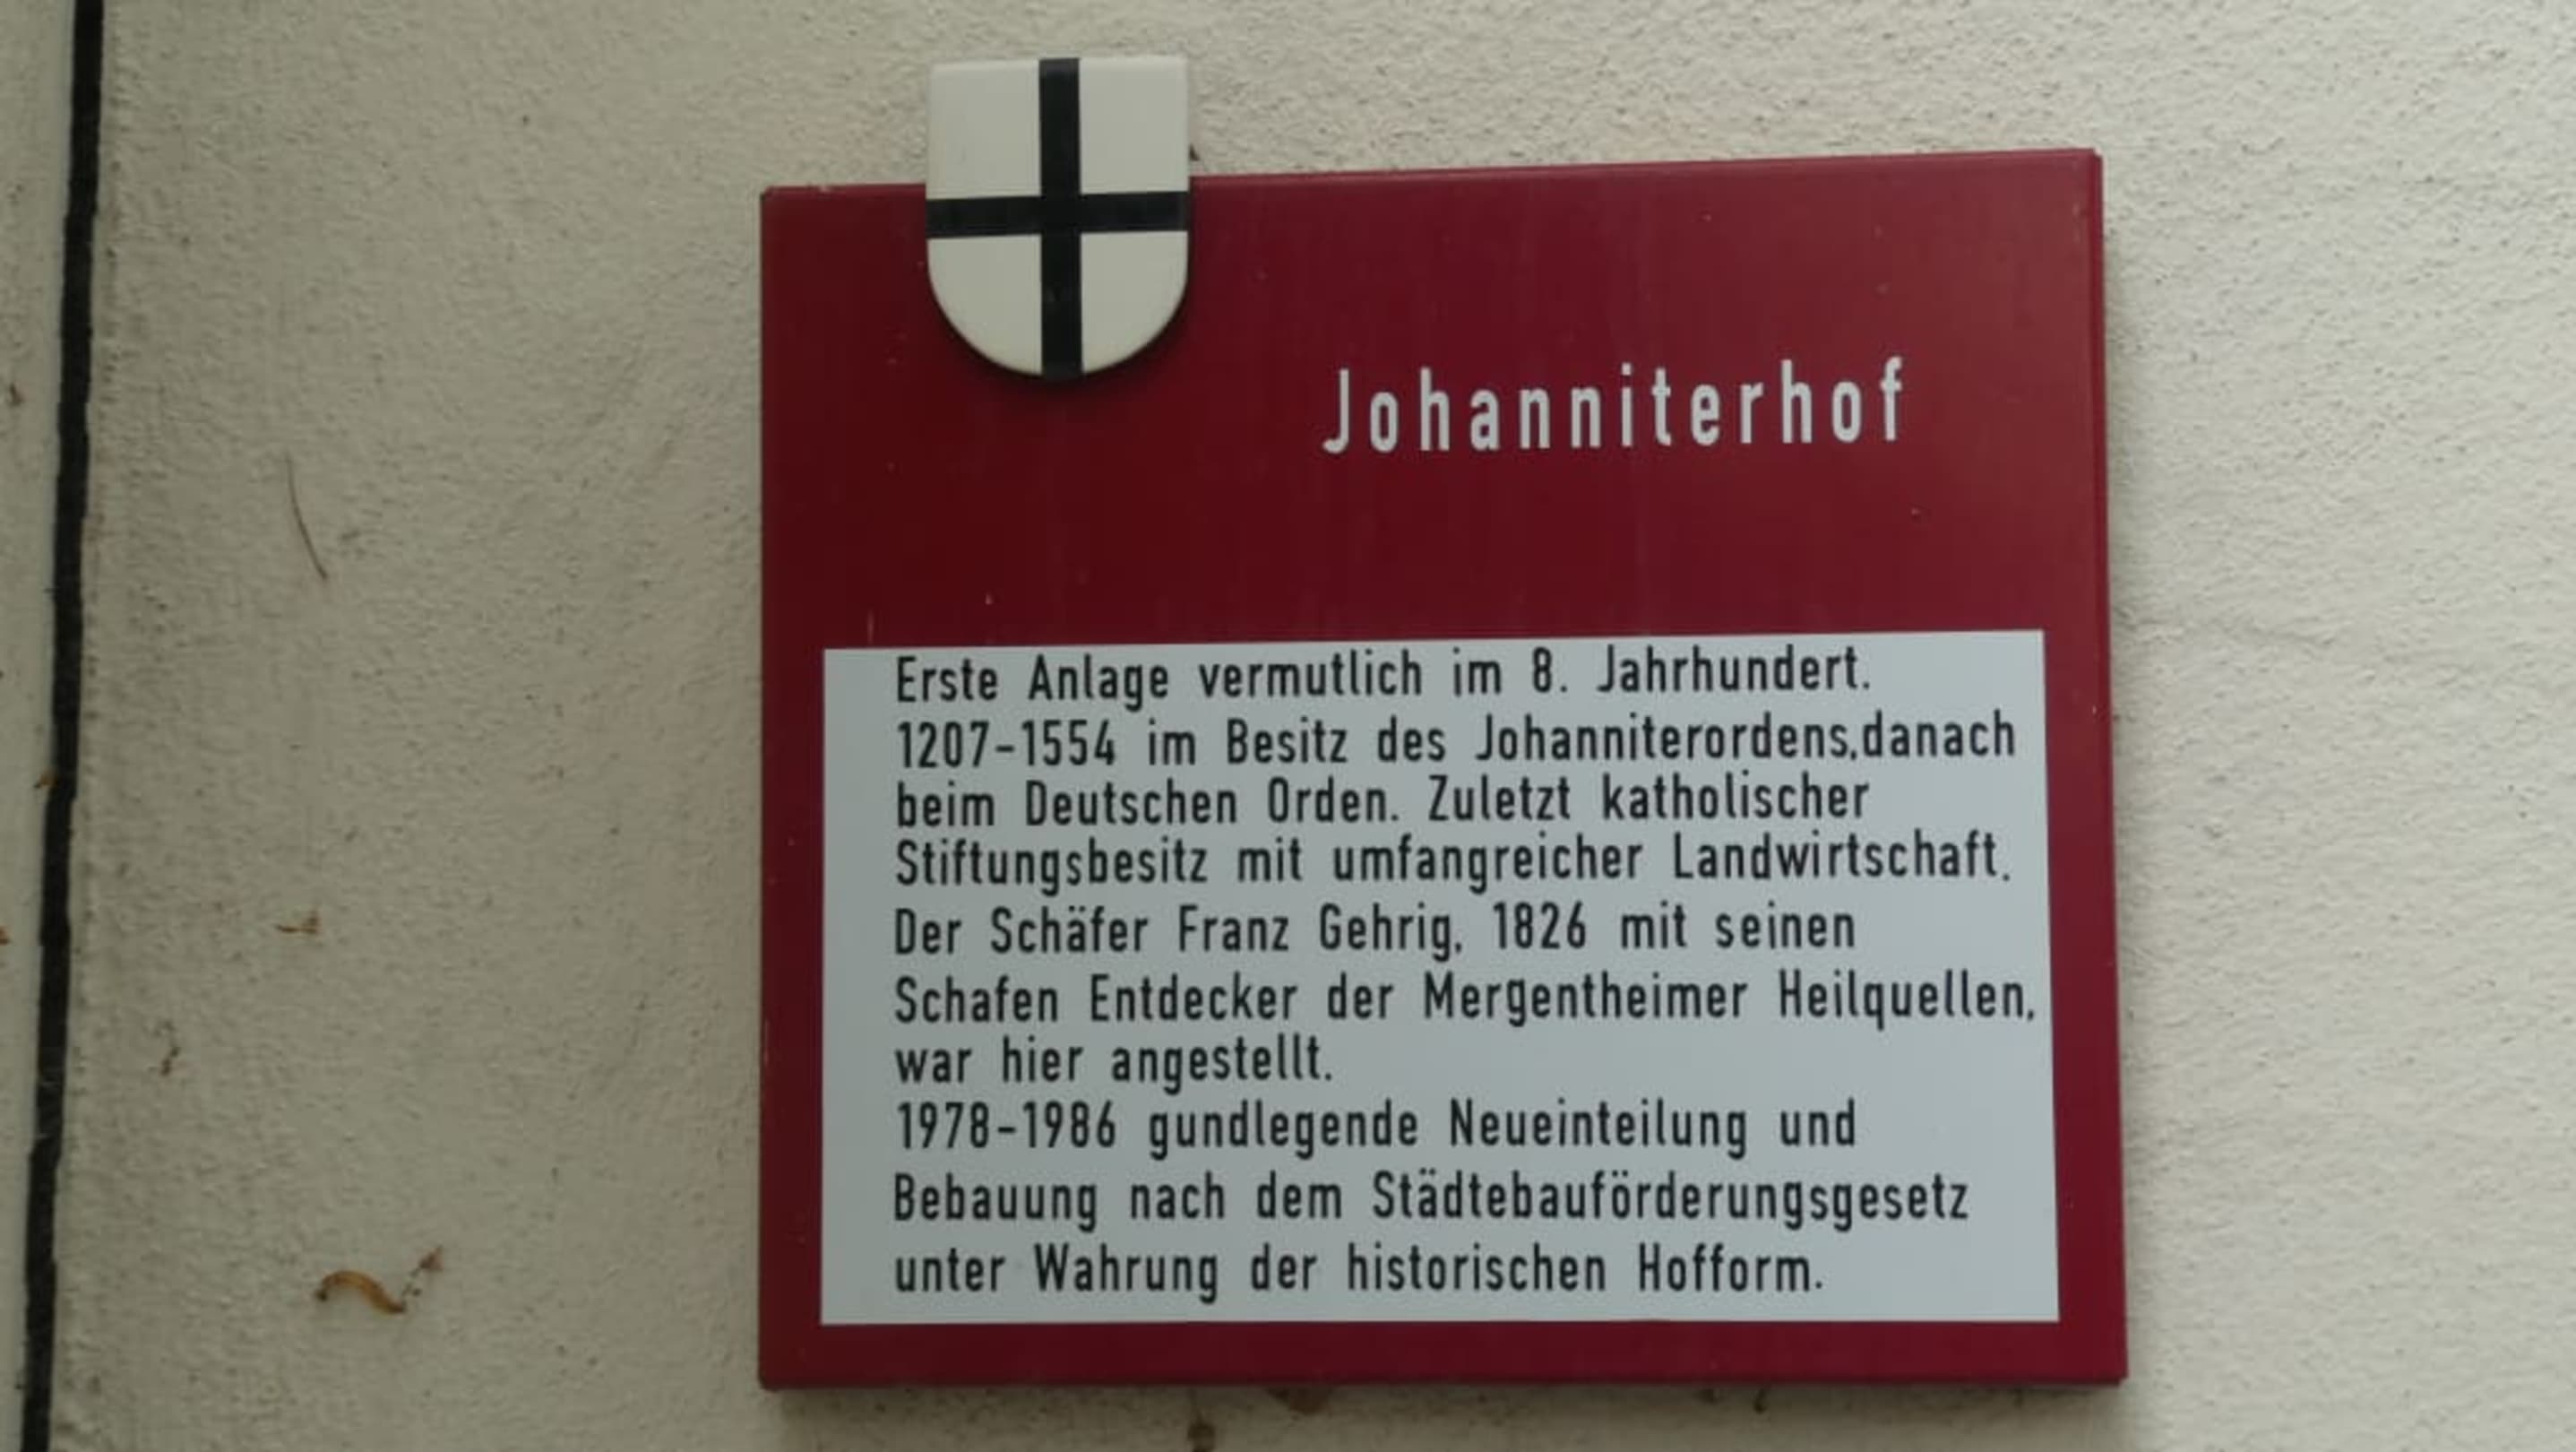 Johanniterhof
Erste Anlage vermutlich im 8. Jahrhundert.
1207-1554 im Besitz des Johanniterordens,danach
beim Deutschen Orden. Zuletzt katholischer
Stiftungsbesitz mit umfangreicher Landwirtschaft.
Der Schäfer Franz Gehrig, 1826 mit seinen
Schafen Entdecker der Mergentheimer Heilquellen,
war hier angestellt.
1978-1986 gundlegende Neueinteilung und
Bebauung nach dem Städtebauförderungsgesetz
unter Wahrung der historischen Hofform.